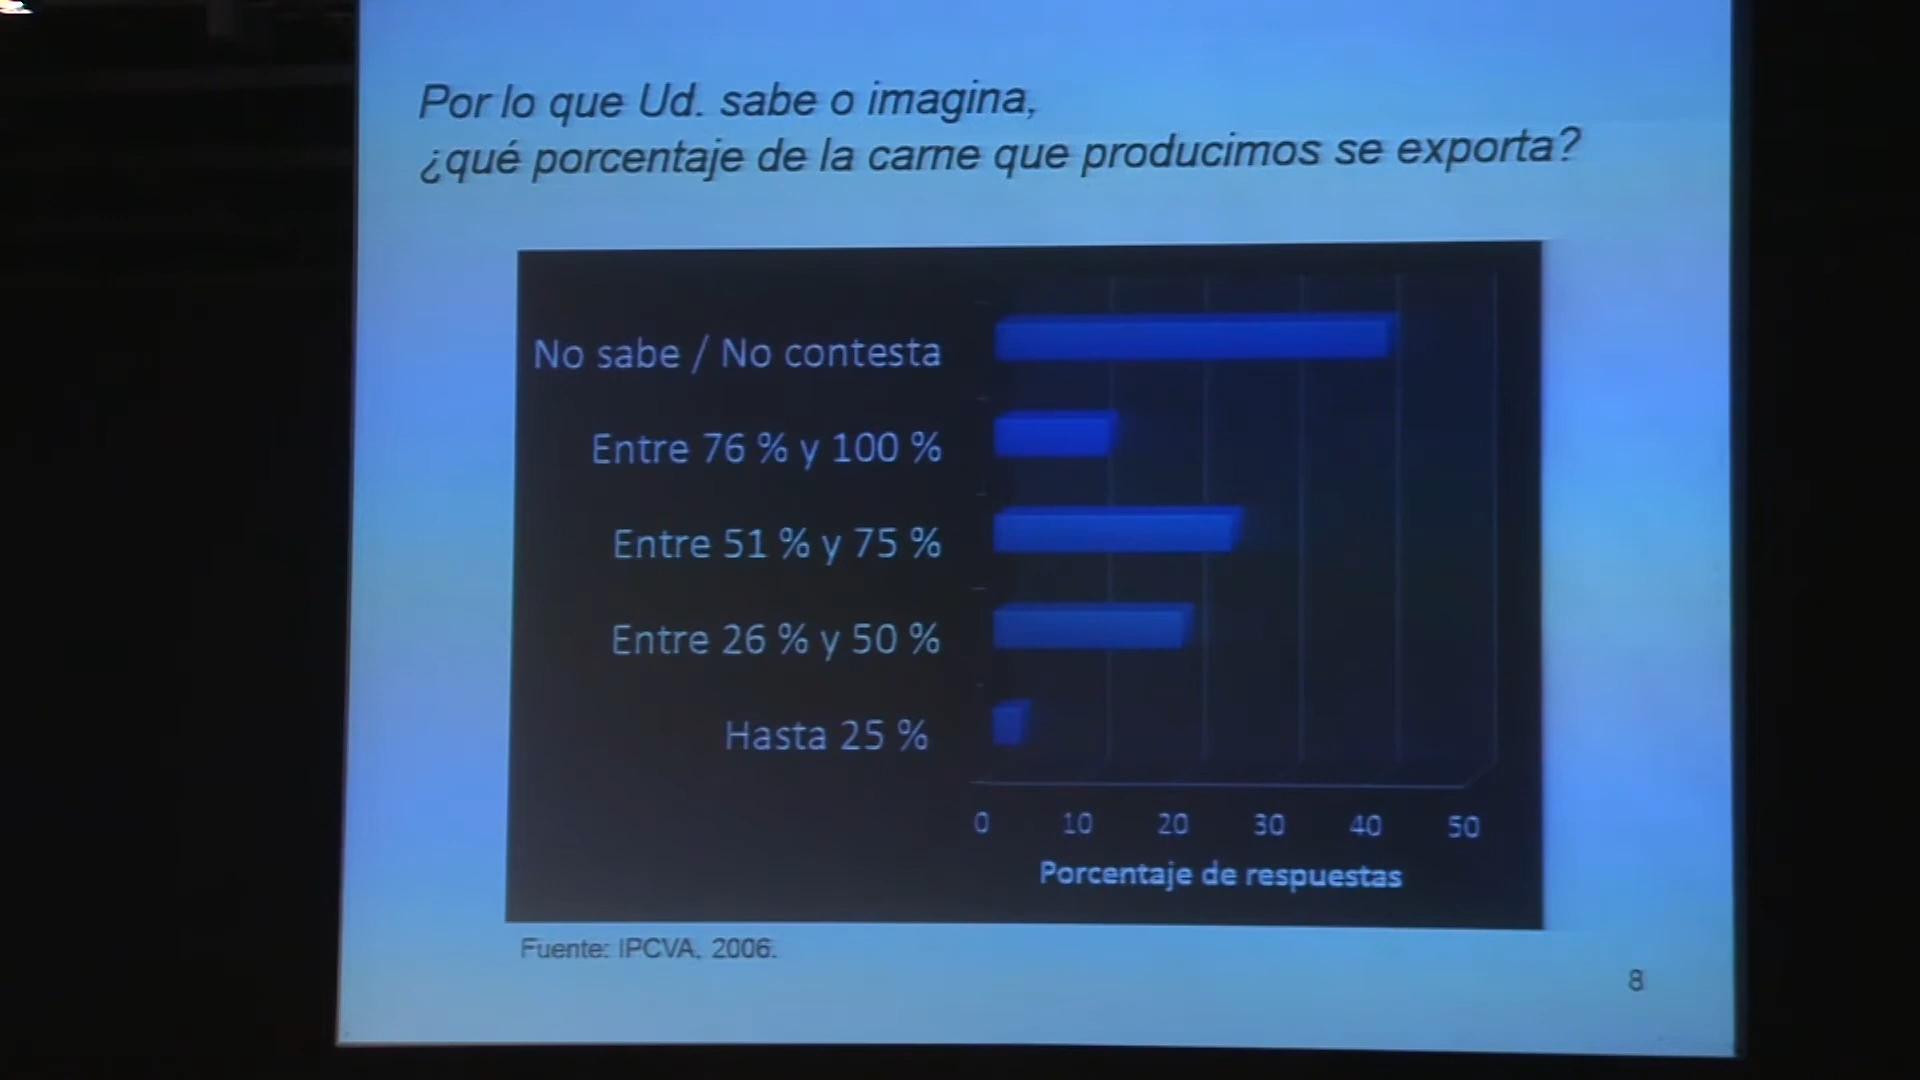 Por lo que Ud. sabe o imagina,
¿qué porcentaje de la carne que producimos se exporta?
No sabe / No contesta
Entre 76 % y 100 %
Entre 51 % y 75 %
Entre 26 % y 50 %
Hasta 25 %
0 10 20 30 40 50
Porcentaje de respuestas
Fuente: IPCVA, 2006.
8